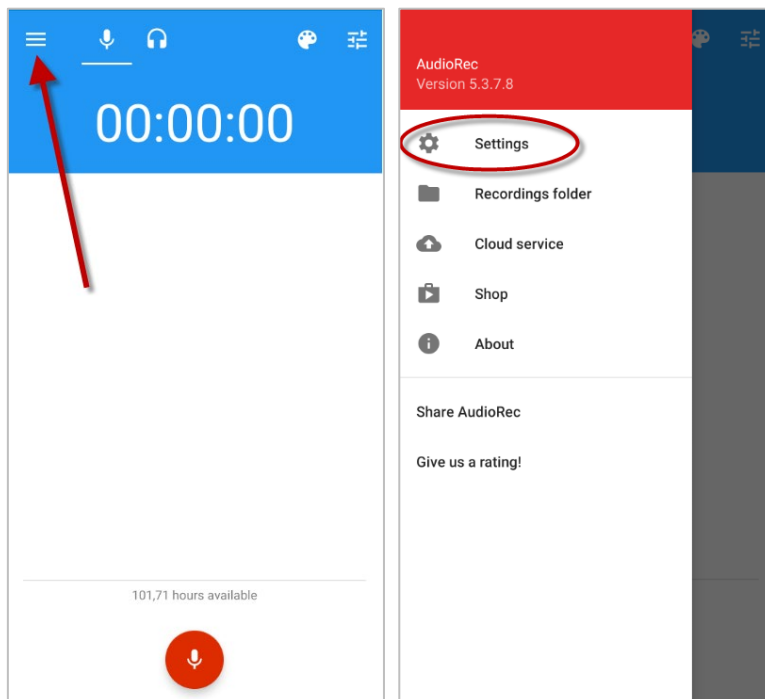 00:00:00
101,71 hours available
AudioRec
Version 5.3.7.8
Settings
Recordings folder
Cloud service
Shop
About
Share AudioRec
Give us a rating!